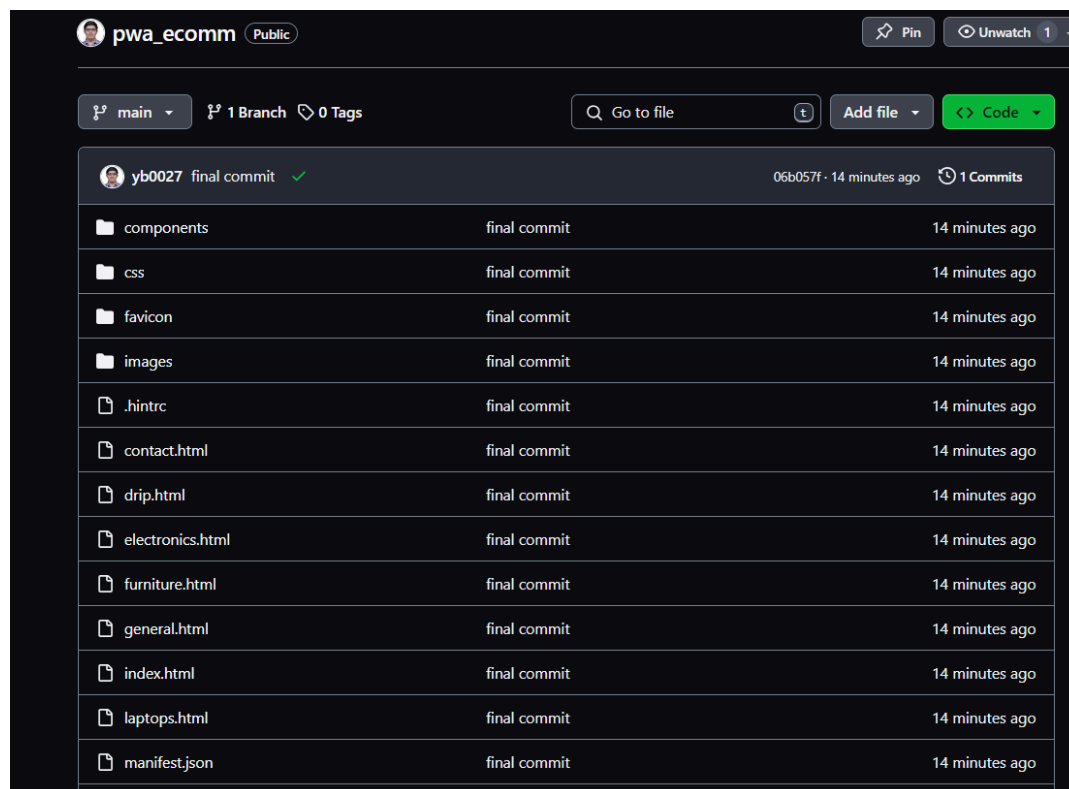 pwa_ecomm Public Pin Unwatch 1
main 1 Branch 0 Tags Go to file t Add file Code
yb0027 final commit 06b057f · 14 minutes ago 1 Commits
components final commit 14 minutes ago
css final commit 14 minutes ago
favicon final commit 14 minutes ago
images final commit 14 minutes ago
.hintrc final commit 14 minutes ago
contact.html final commit 14 minutes ago
drip.html final commit 14 minutes ago
electronics.html final commit 14 minutes ago
furniture.html final commit 14 minutes ago
general.html final commit 14 minutes ago
index.html final commit 14 minutes ago
laptops.html final commit 14 minutes ago
manifest.json final commit 14 minutes ago